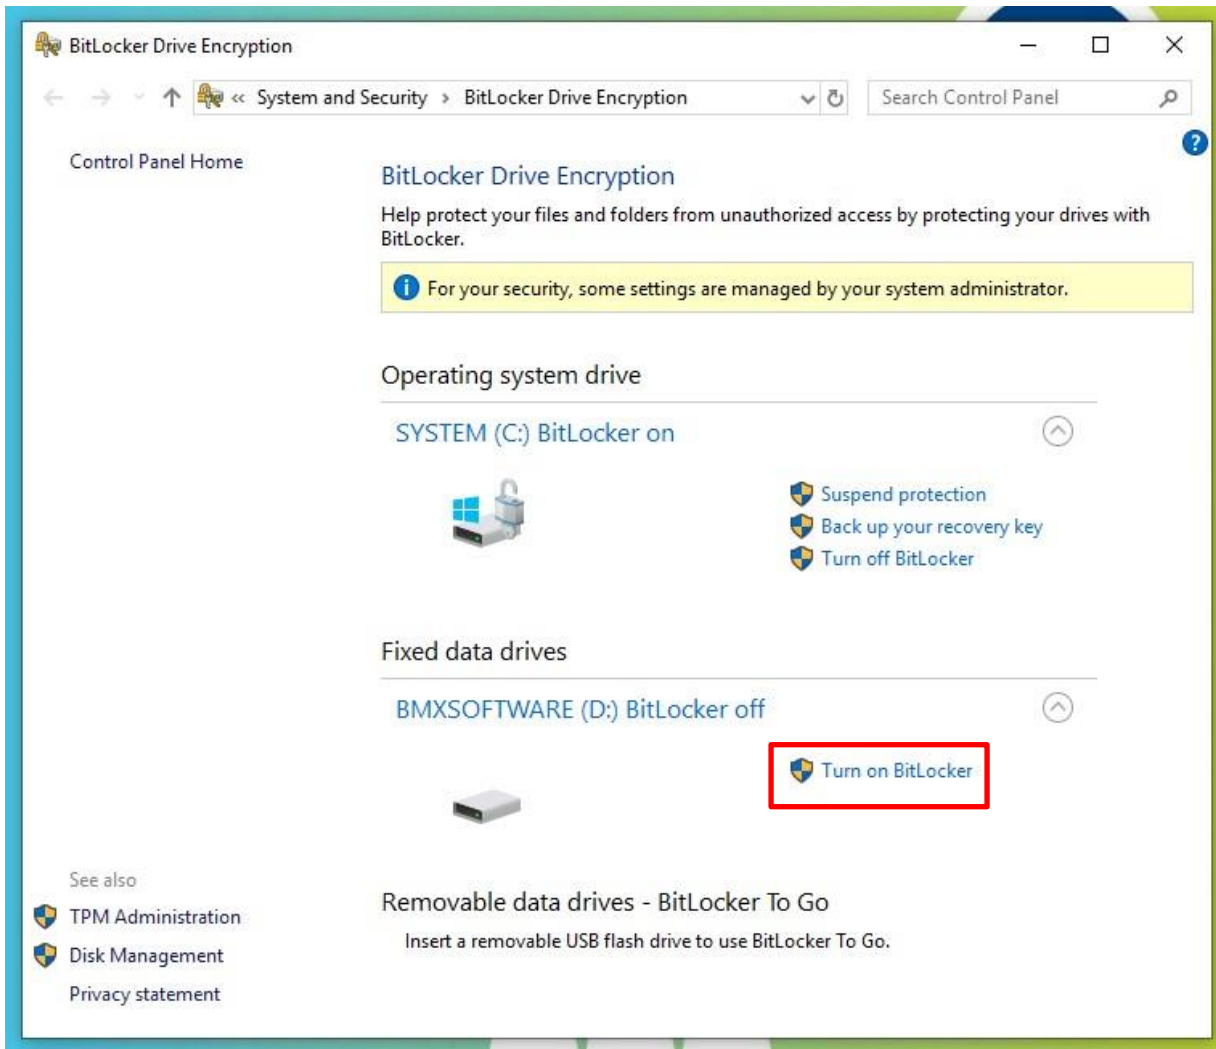 BitLocker Drive Encryption
« System and Security › BitLocker Drive Encryption
Search Control Panel
?
Control Panel Home
BitLocker Drive Encryption
Help protect your files and folders from unauthorized access by protecting your drives with
BitLocker.
i For your security, some settings are managed by your system administrator.
Operating system drive
SYSTEM (C:) BitLocker on
Suspend protection
Back up your recovery key
Turn off BitLocker
Fixed data drives
BMXSOFTWARE (D:) BitLocker off
Turn on BitLocker
Removable data drives - BitLocker To Go
Insert a removable USB flash drive to use BitLocker To Go.
See also
TPM Administration
Disk Management
Privacy statement